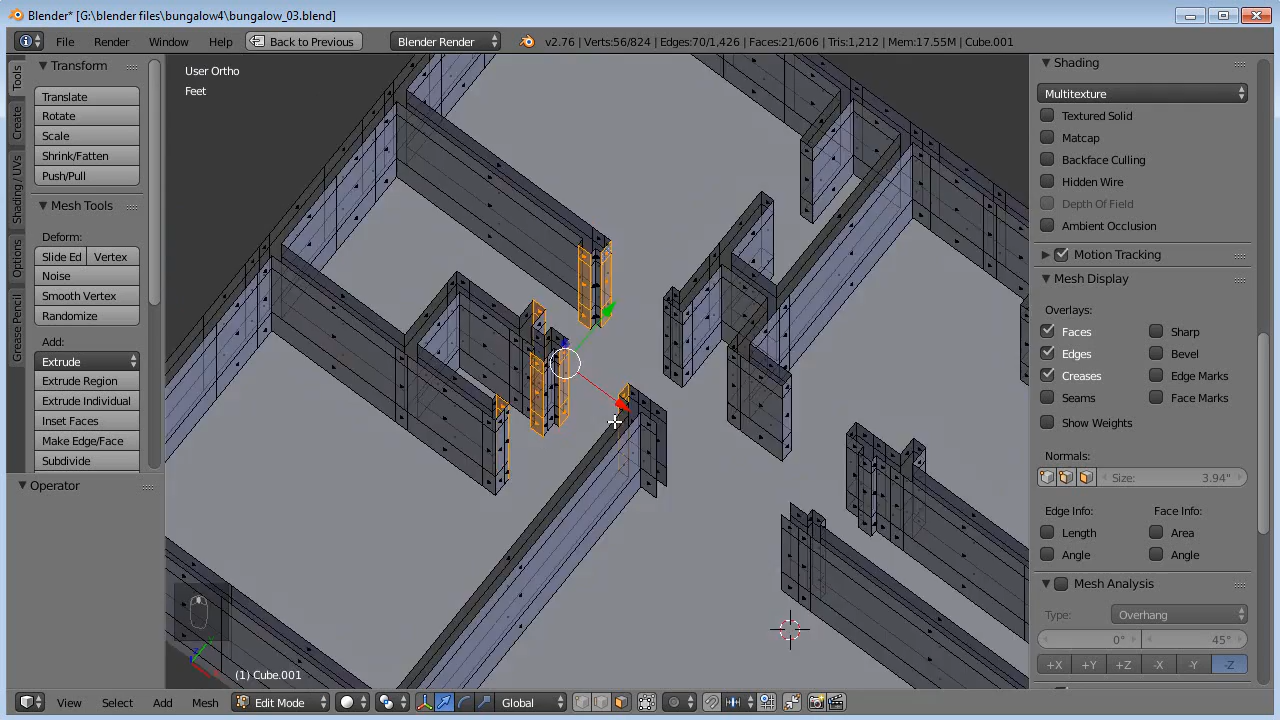 Blender* [G:\blender files\bungalow4\bungalow_03.blend]
File Render Window Help Back to Previous Blender Render v2.76 | Verts:56/824 | Edges:70/1,426 | Faces:21/606 | Tris:1,212 | Mem:17.55M | Cube.001
Tools
Create
Shading / UVs
Options
Grease Pencil
Transform
Translate
Rotate
Scale
Shrink/Fatten
Push/Pull
Mesh Tools
Deform:
Slide Ed Vertex
Noise
Smooth Vertex
Randomize
Add:
Extrude
Extrude Region
Extrude Individual
Inset Faces
Make Edge/Face
Subdivide
Operator
User Ortho
Feet
(1) Cube.001
Shading
Multitexture
Textured Solid
Matcap
Backface Culling
Hidden Wire
Depth Of Field
Ambient Occlusion
Motion Tracking
Mesh Display
Overlays:
Faces Sharp
Edges Bevel
Creases Edge Marks
Seams Face Marks
Show Weights
Normals:
Size: 3.94"
Edge Info: Face Info:
Length Area
Angle Angle
Mesh Analysis
Type: Overhang
0° 45°
+X +Y +Z -X -Y -Z
View Select Add Mesh Edit Mode Global